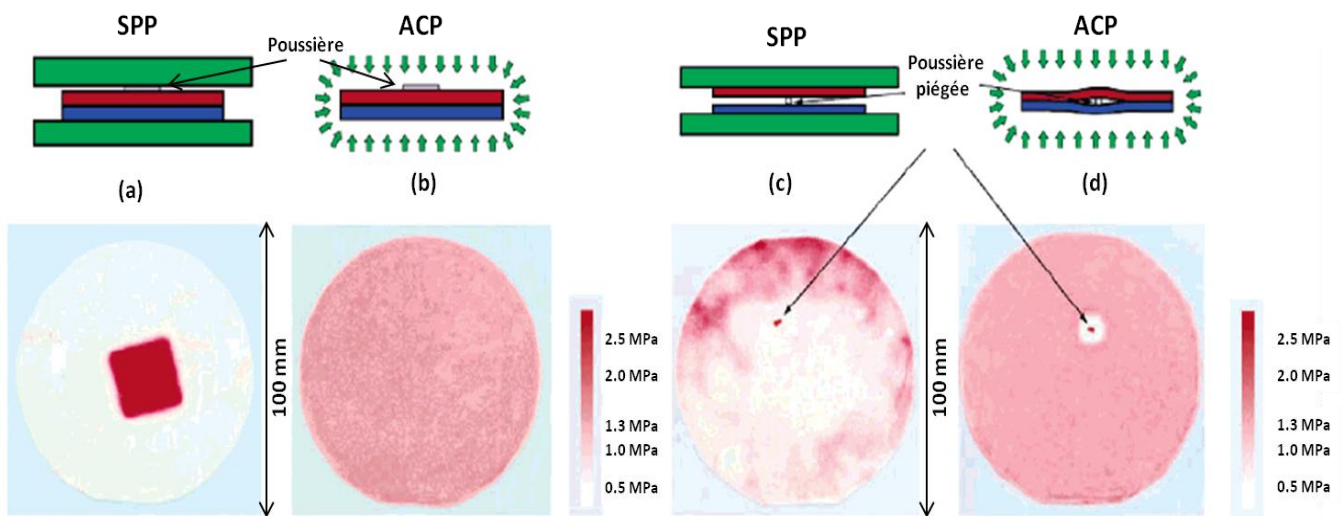 SPP
Poussière
ACP
SPP
ACP
Poussière
piégée
(a)
(b)
(c)
(d)
100 mm
2.5 MPa
2.0 MPa
1.3 MPa
1.0 MPa
0.5 MPa
100 mm
2.5 MPa
2.0 MPa
1.3 MPa
1.0 MPa
0.5 MPa